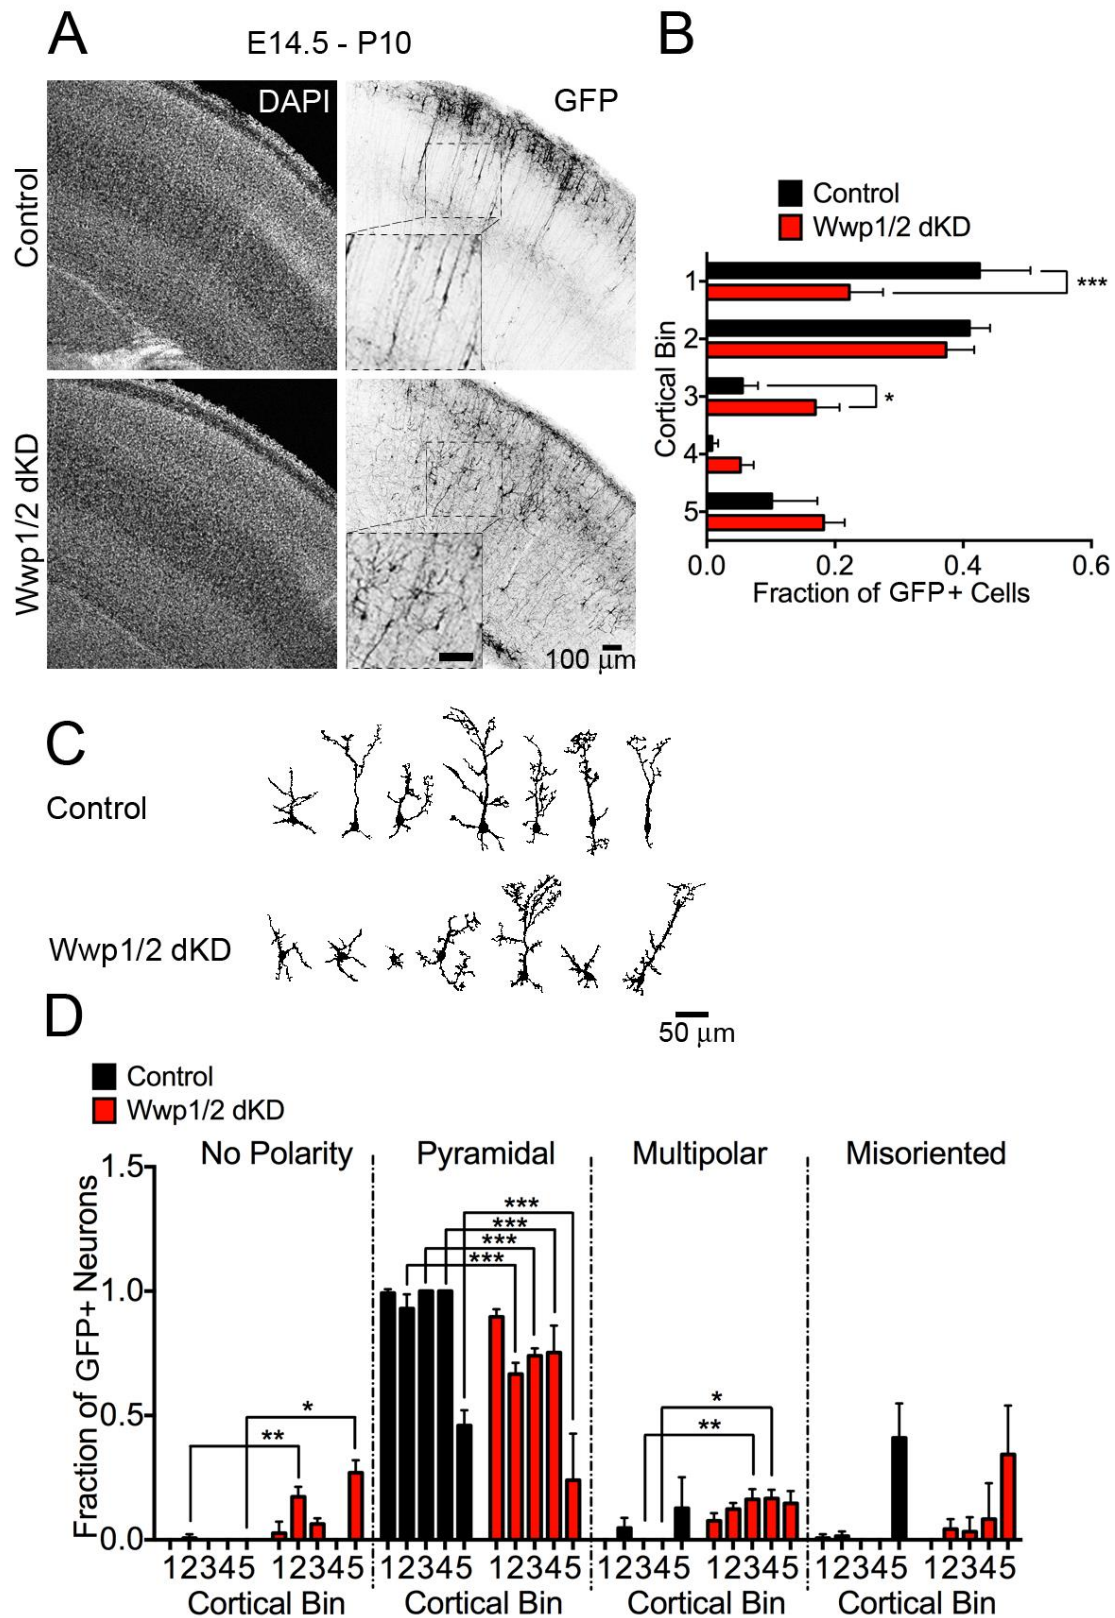 A
E14.5 - P10
DAPI
GFP
Control
Wwp1/2 dKD
100 µm
B
Control
Wwp1/2 dKD
Cortical Bin
1
2
3
4
5
***
*
0.0 0.2 0.4 0.6
Fraction of GFP+ Cells
C
Control
Wwp1/2 dKD
50 µm
D
Control
Wwp1/2 dKD
No Polarity Pyramidal Multipolar Misoriented
Fraction of GFP+ Neurons
1.5
1.0
0.5
0.0
*
**
***
***
***
***
*
**
12345 12345 12345 12345 12345 12345 12345 12345
Cortical Bin Cortical Bin Cortical Bin Cortical Bin